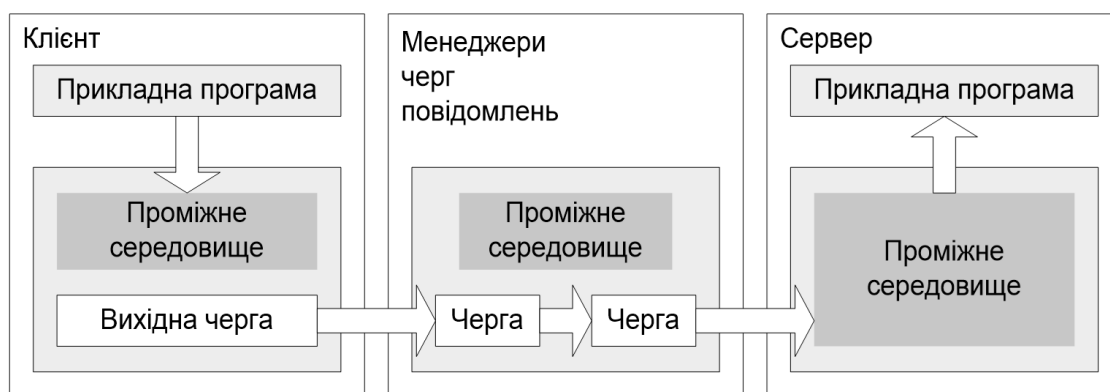 Клієнт
Прикладна програма
Проміжне
середовище
Вихідна черга
Менеджери
черг
повідомлень
Проміжне
середовище
Черга
Черга
Сервер
Прикладна програма
Проміжне
середовище